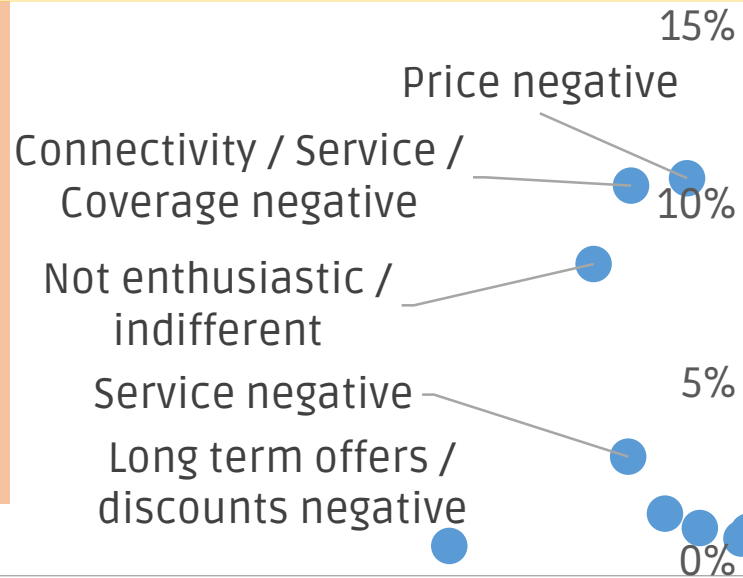 15%
Price negative
Connectivity / Service /
Coverage negative
10%
Not enthusiastic /
indifferent
5%
Service negative
Long term offers /
discounts negative
0%